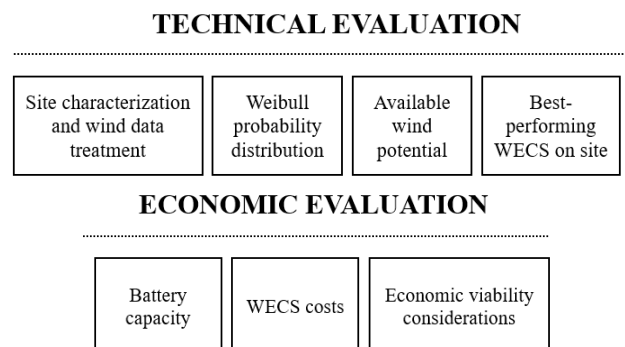 TECHNICAL EVALUATION
Site characterization
and wind data
treatment
Weibull
probability
distribution
Available
wind
potential
Best-
performing
WECS on site
ECONOMIC EVALUATION
Battery
capacity
WECS costs
Economic viability
considerations